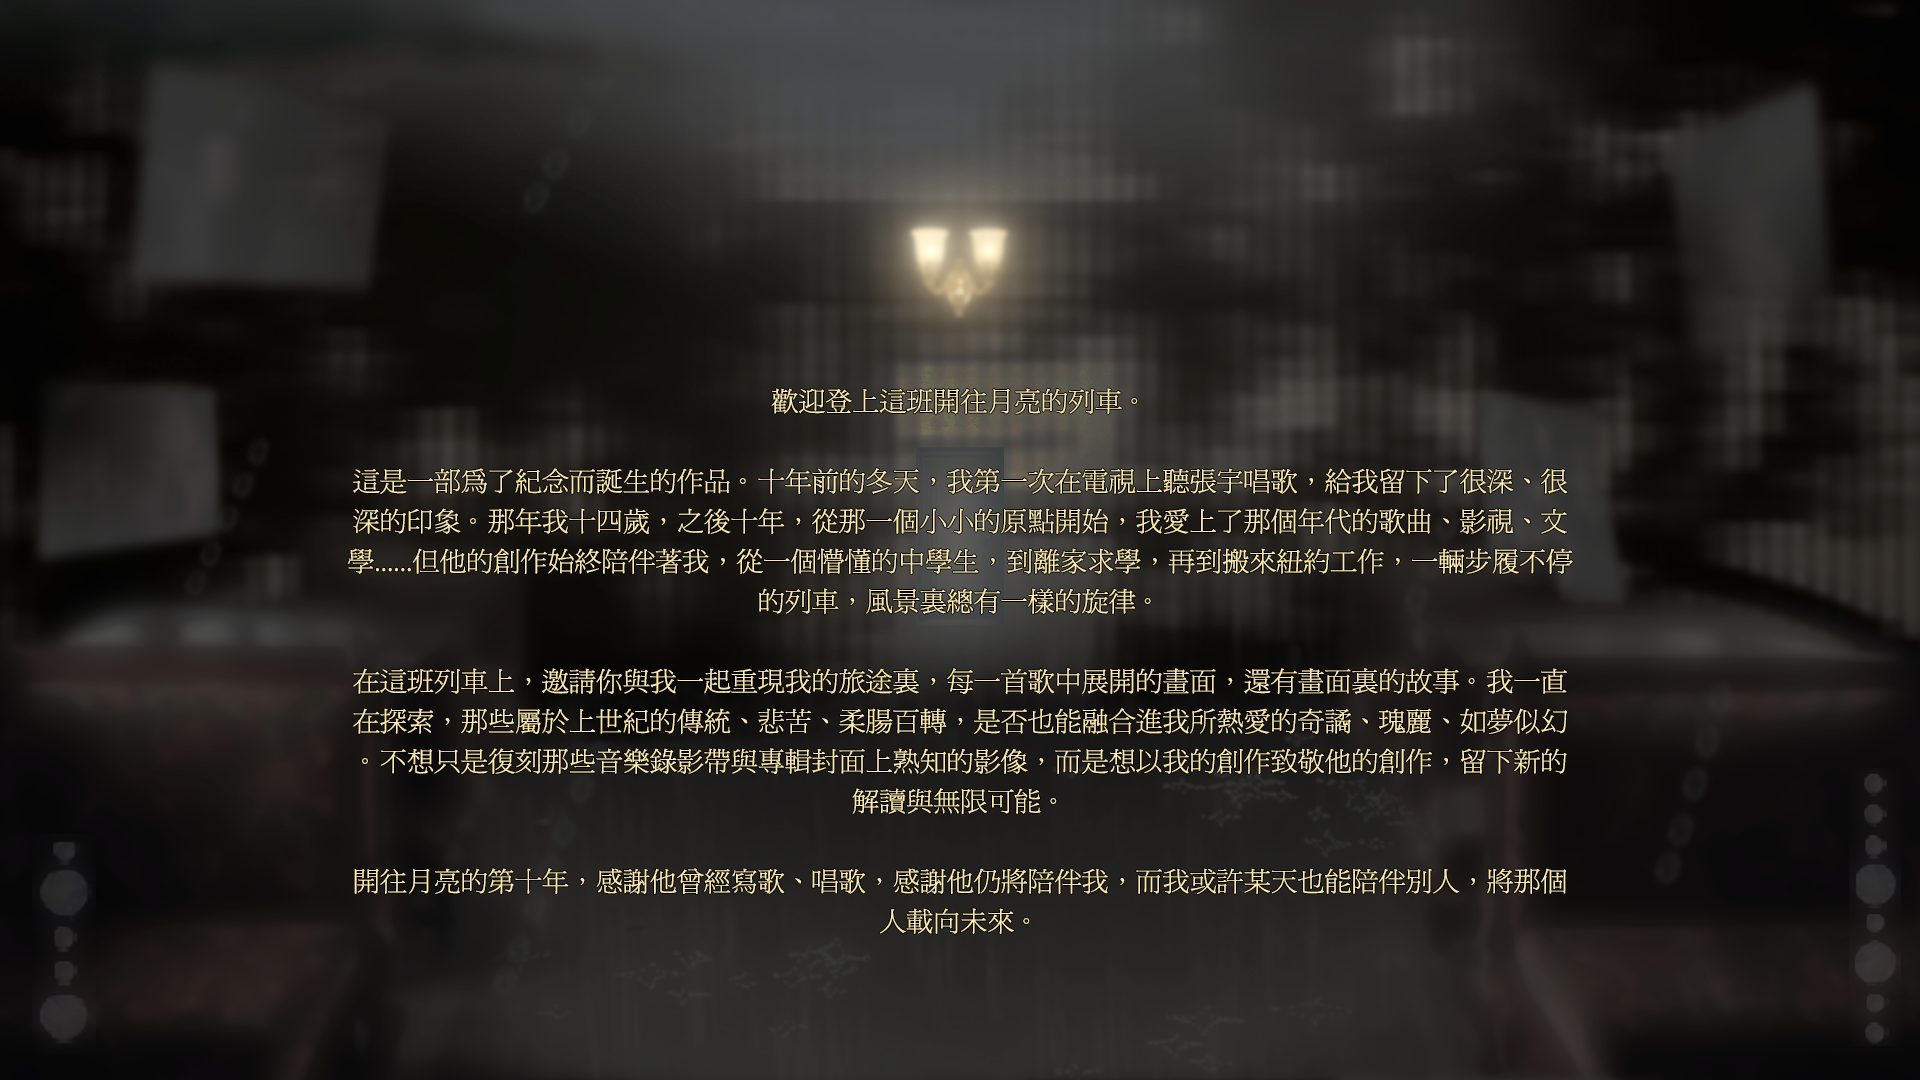 歡迎登上這班開往月亮的列車。
這是一部爲了紀念而誕生的作品。十年前的冬天，我第一次在電視上聽張宇唱歌，給我留下了很深、很
深的印象。那年我十四歲，之後十年，從那一個小小的原點開始，我愛上了那個年代的歌曲、影視、文
學......但他的創作始終陪伴著我，從一個懵懂的中學生，到離家求學，再到搬來紐約工作，一輛步履不停
的列車，風景裏總有一樣的旋律。
在這班列車上，邀請你與我一起重現我的旅途裏，每一首歌中展開的畫面，還有畫面裏的故事。我一直
在探索，那些屬於上世紀的傳統、悲苦、柔腸百轉，是否也能融合進我所熱愛的奇譎、瑰麗、如夢似幻
。不想只是復刻那些音樂錄影帶與專輯封面上熟知的影像，而是想以我的創作致敬他的創作，留下新的
解讀與無限可能。
開往月亮的第十年，感謝他曾經寫歌、唱歌，感謝他仍將陪伴我，而我或許某天也能陪伴別人，將那個
人載向未來。